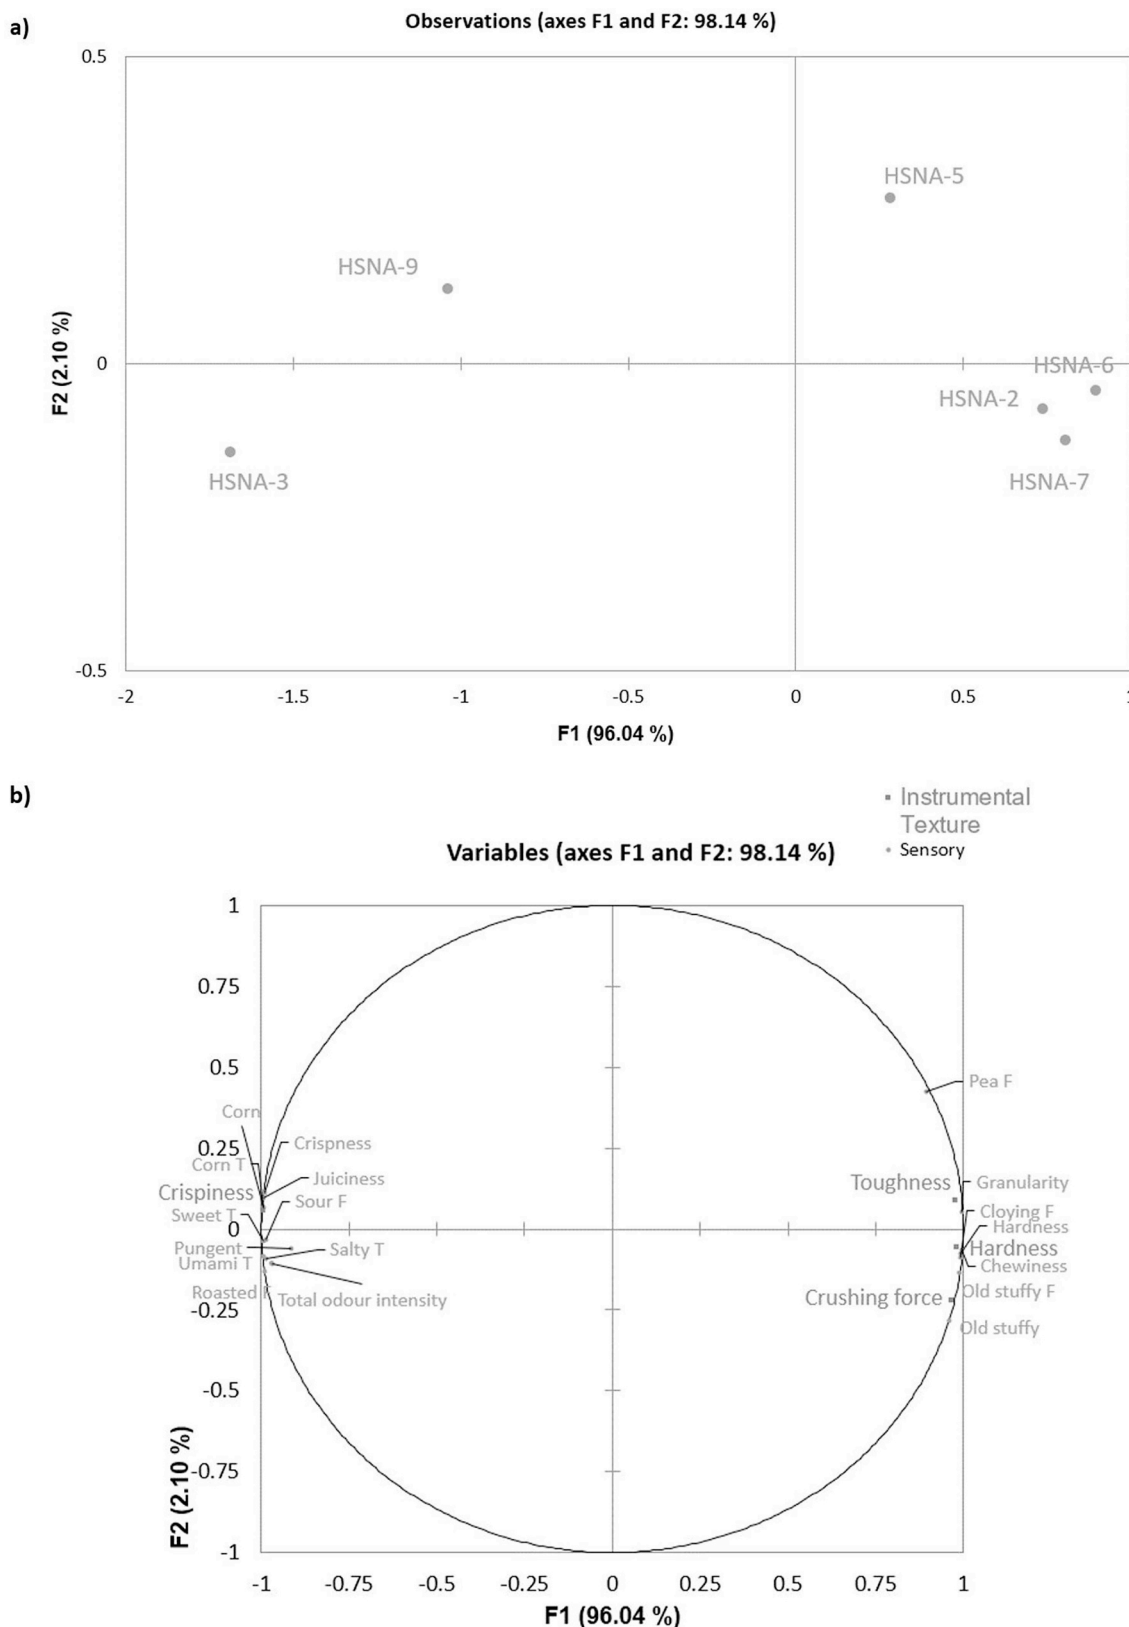 a)
Observations (axes F1 and F2: 98.14 %)
0.5
HSNA-5
HSNA-9
F2 (2.10 %)
0
HSNA-6
HSNA-2
HSNA-3
HSNA-7
-0.5
-2 -1.5 -1 -0.5 0 0.5 1
F1 (96.04 %)
b)
Instrumental
Texture
Sensory
Variables (axes F1 and F2: 98.14 %)
1
0.75
0.5
Pea F
Corn
0.25 Crispness
Corn T Juiciness
Toughness Granularity
Crispiness Sour F
Sweet T Cloying F
0 Hardness
Pungent Salty T Hardness
Umami T Chewiness
Roasted F Total odour intensity Crushing force Old stuffy F
-0.25
Old stuffy
-0.5
-0.75
F2 (2.10 %)
-1
-1 -0.75 -0.5 -0.25 0 0.25 0.5 0.75 1
F1 (96.04 %)